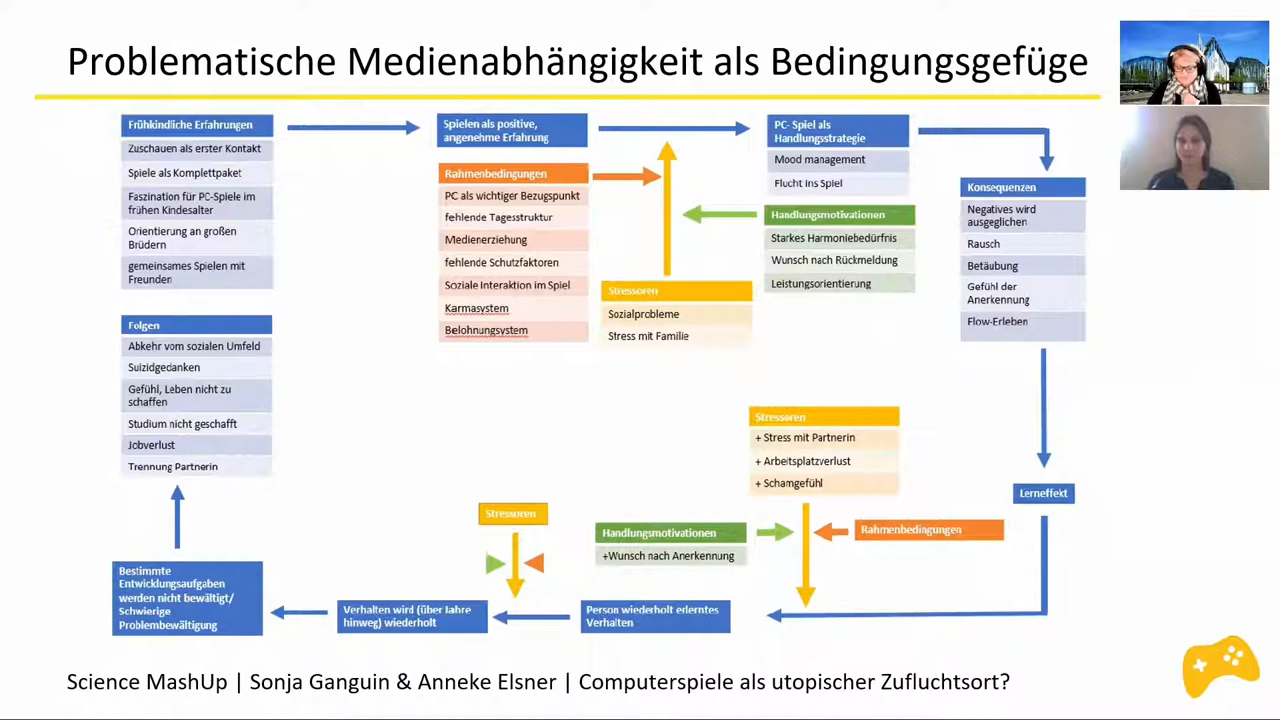 Problematische Medienabhängigkeit als Bedingungsgefüge
Frühkindliche Erfahrungen
Zuschauen als erster Kontakt
Spiele als Komplettpaket
Faszination für PC-Spiele im
frühen Kindesalter
Orientierung an großen
Brüdern
gemeinsames Spielen mit
Freunden
Spielen als positive,
angenehme Erfahrung
Rahmenbedingungen
PC als wichtiger Bezugspunkt
fehlende Tagesstruktur
Medienerziehung
fehlende Schutzfaktoren
Soziale Interaktion im Spiel
Karmasystem
Belohnungsystem
Stressoren
Sozialprobleme
Stress mit Familie
PC- Spiel als
Handlungsstrategie
Mood management
Flucht ins Spiel
Handlungsmotivationen
Starkes Harmoniebedürfnis
Wunsch nach Rückmeldung
Leistungsorientierung
Konsequenzen
Negatives wird
ausgeglichen
Rausch
Betäubung
Gefühl der
Anerkennung
Flow-Erleben
Lerneffekt
Stressoren
+ Stress mit Partnerin
+ Arbeitsplatzverlust
+ Schamgefühl
Handlungsmotivationen
+Wunsch nach Anerkennung
Rahmenbedingungen
Person wiederholt erlerntes
Verhalten
Stressoren
Verhalten wird (über Jahre
hinweg) wiederholt
Bestimmte
Entwicklungsaufgaben
werden nicht bewältigt/
Schwierige
Problembewältigung
Folgen
Abkehr vom sozialen Umfeld
Suizidgedanken
Gefühl, Leben nicht zu
schaffen
Studium nicht geschafft
Jobverlust
Trennung Partnerin
Science MashUp | Sonja Ganguin & Anneke Elsner | Computerspiele als utopischer Zufluchtsort?